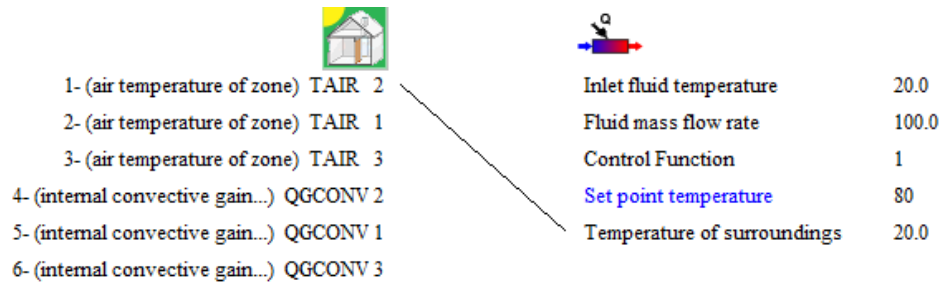 Q
1- (air temperature of zone) TAIR 2
2- (air temperature of zone) TAIR 1
3- (air temperature of zone) TAIR 3
4- (internal convective gain...) QGCONV 2
5- (internal convective gain...) QGCONV 1
6- (internal convective gain...) QGCONV 3
Inlet fluid temperature 20.0
Fluid mass flow rate 100.0
Control Function 1
Set point temperature 80
Temperature of surroundings 20.0